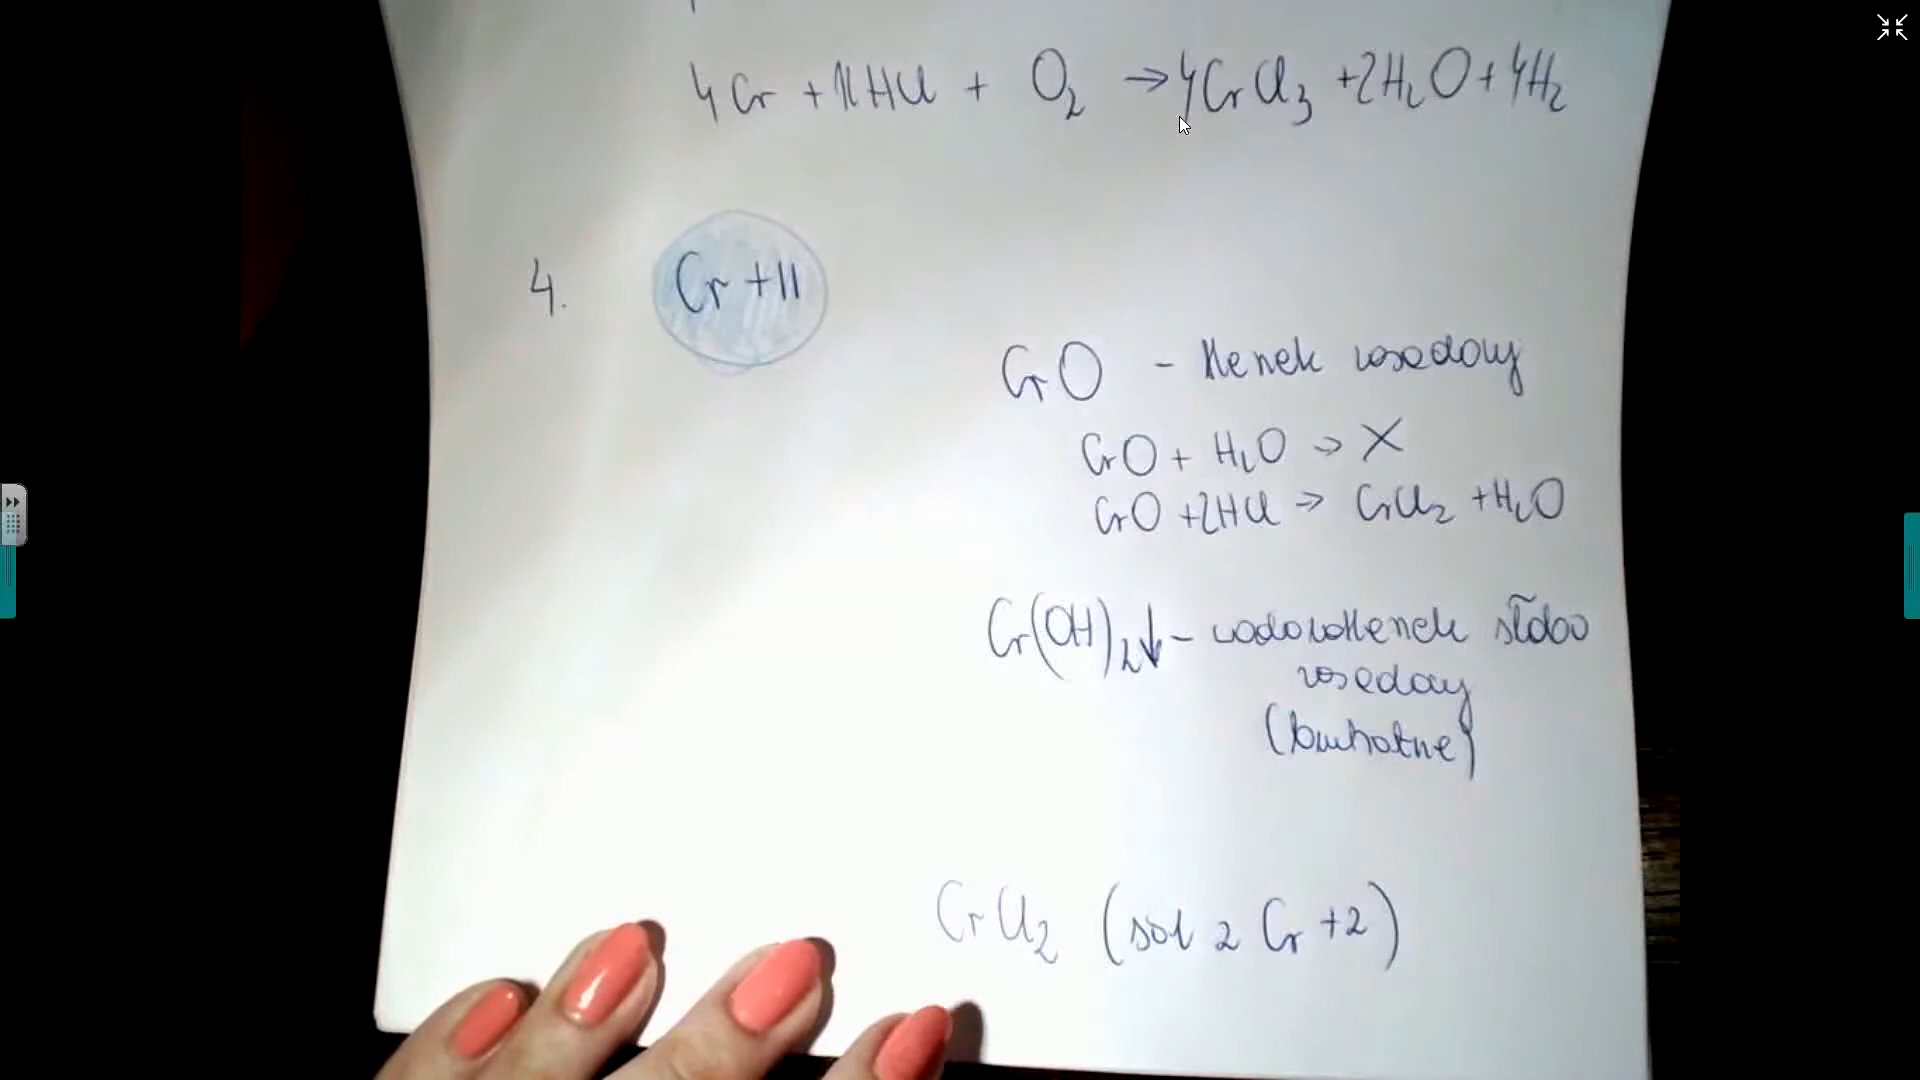 4Cr + 12HCl + O₂ → 4CrCl₃ + 2H₂O + 4H₂
4. Cr +II
CrO - tlenek zasadowy
CrO + H₂O → X
CrO + 2HCl → CrCl₂ + H₂O
Cr(OH)₂↓ - wodorotlenek słabo
zasadowy
(butkotne)
CrCl₂ (sól z Cr +2)